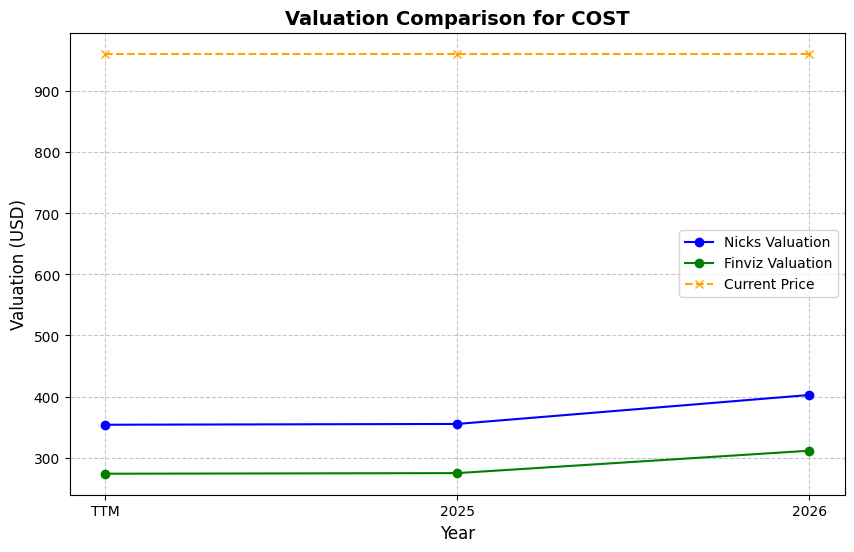 Valuation Comparison for COST
Valuation (USD)
900
800
700
600
500
400
300
Nicks Valuation
Finviz Valuation
Current Price
TTM
2025
2026
Year